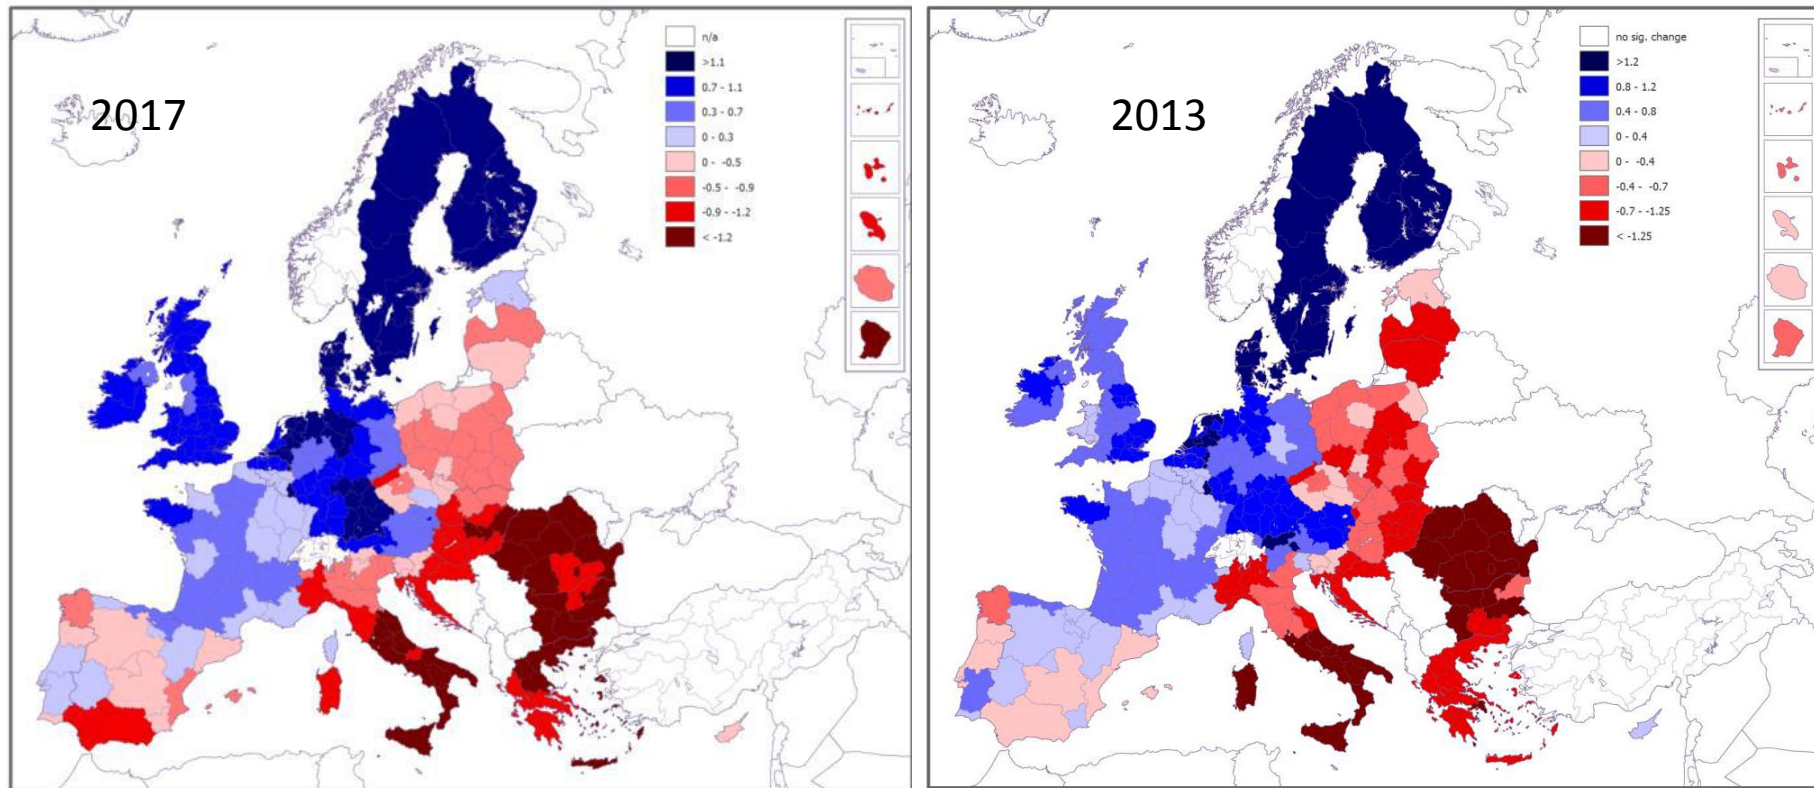 2017
n/a
>1.1
0.7 - 1.1
0.3 - 0.7
0 - 0.3
0 - -0.5
-0.5 - -0.9
-0.9 - -1.2
< -1.2
2013
no sig. change
>1.2
0.8 - 1.2
0.4 - 0.8
0 - 0.4
0 - -0.4
-0.4 - -0.7
-0.7 - -1.25
< -1.25